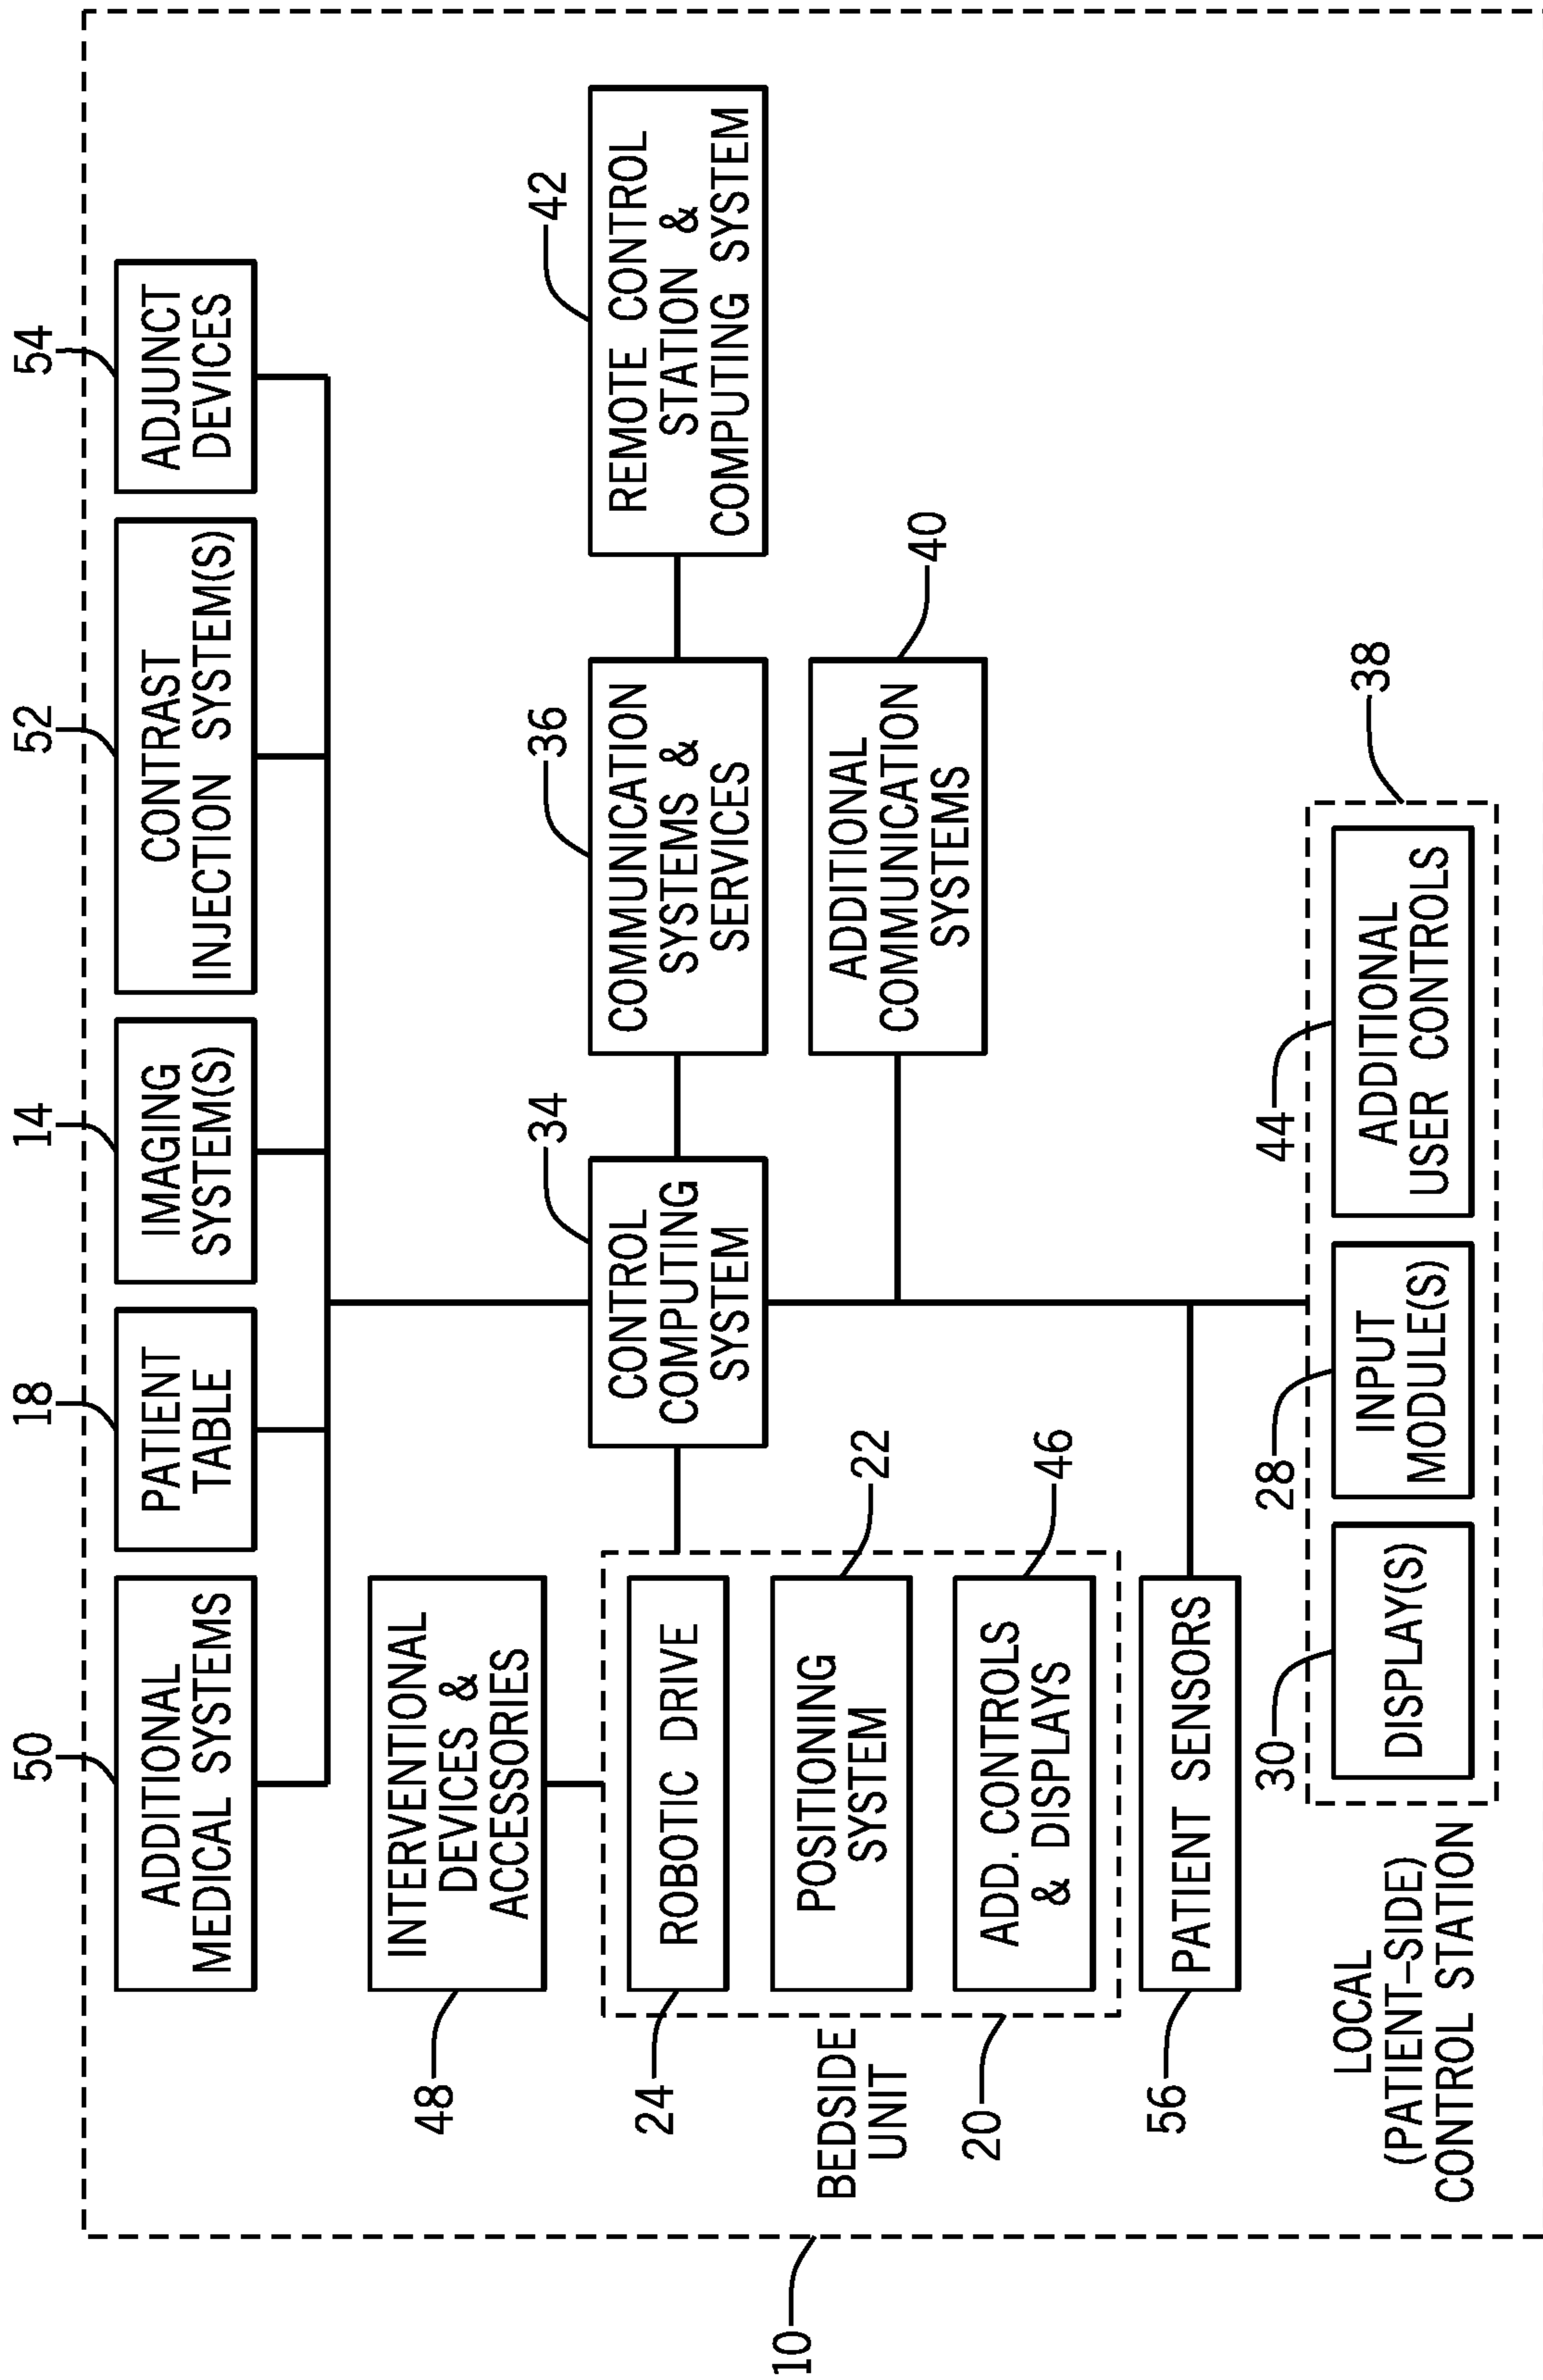 50
18
14
52
54
ADDITIONAL
MEDICAL SYSTEMS
PATIENT
TABLE
IMAGING
SYSTEM(S)
CONTRAST
INJECTION SYSTEM(S)
ADJUNCT
DEVICES
48
INTERVENTIONAL
DEVICES &
ACCESSORIES
34
36
42
CONTROL
COMPUTING
SYSTEM
COMMUNICATION
SYSTEMS &
SERVICES
REMOTE CONTROL
STATION &
COMPUTING SYSTEM
24
ROBOTIC DRIVE
10
BEDSIDE
UNIT
POSITIONING
SYSTEM
22
ADDITIONAL
COMMUNICATION
SYSTEMS
40
20
ADD. CONTROLS
& DISPLAYS
46
56
PATIENT SENSORS
30
28
44
38
LOCAL
(PATIENT-SIDE)
CONTROL STATION
DISPLAY(S)
INPUT
MODULE(S)
ADDITIONAL
USER CONTROLS